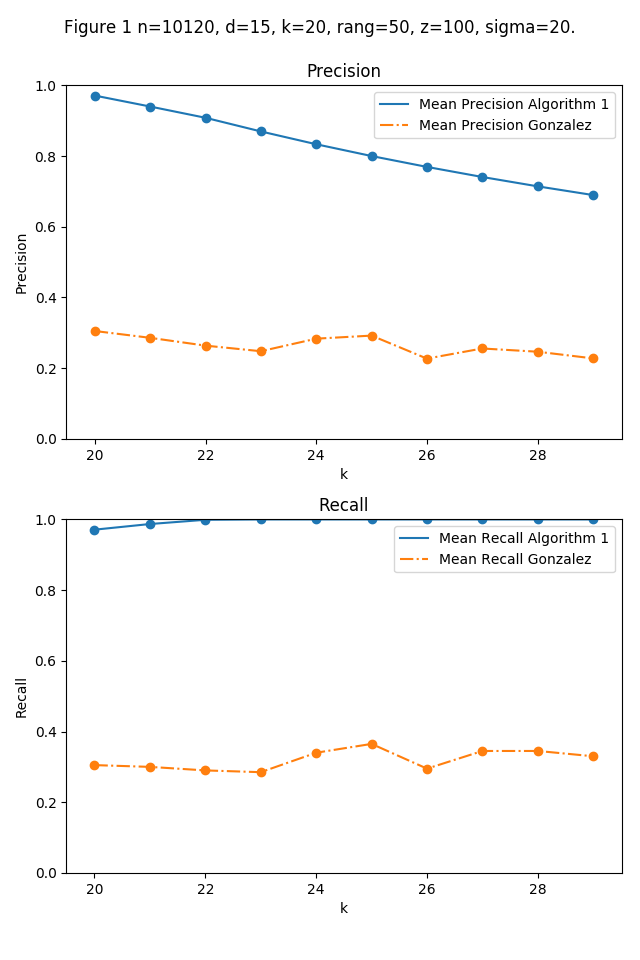 Figure 1 n=10120, d=15, k=20, rang=50, z=100, sigma=20.
Precision
1.0
Mean Precision Algorithm 1
Mean Precision Gonzalez
0.8
0.6
Precision
0.4
0.2
0.0
20
22
24
26
28
k
Recall
1.0
Mean Recall Algorithm 1
Mean Recall Gonzalez
0.8
0.6
Recall
0.4
0.2
0.0
20
22
24
26
28
k